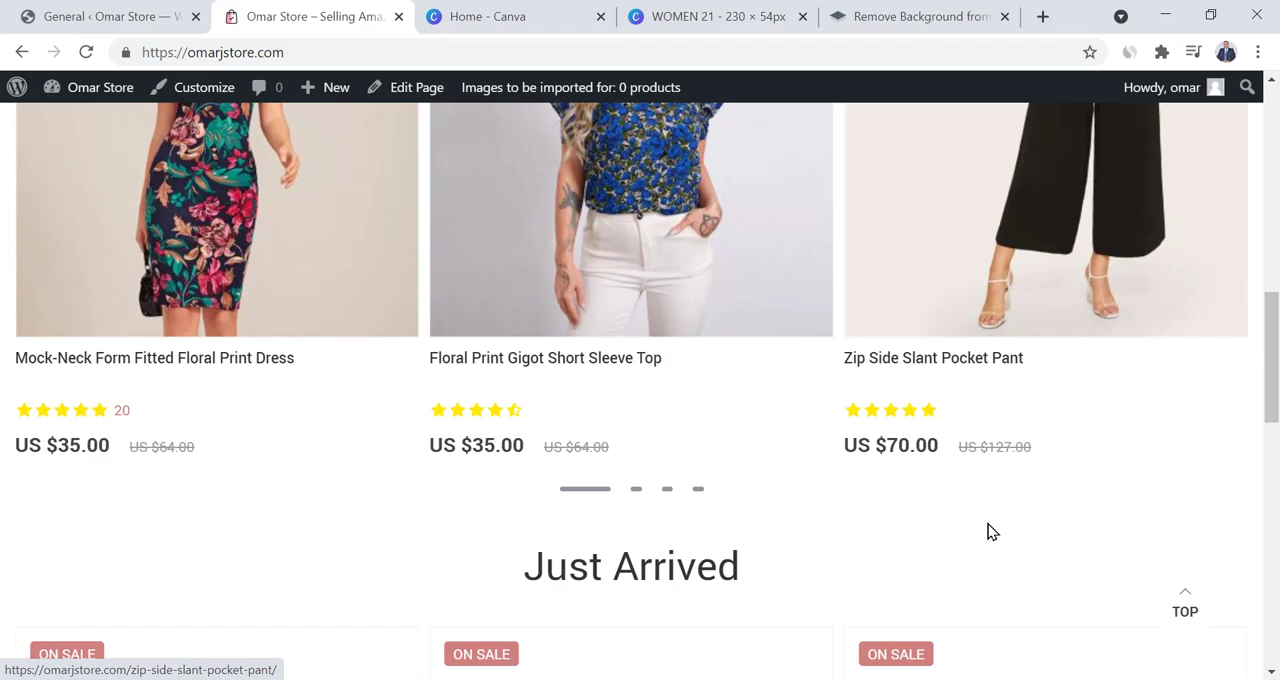 General ‹ Omar Store — W
Omar Store – Selling Ama
Home - Canva
WOMEN 21 - 230 × 54px
Remove Background from
https://omarjstore.com
Omar Store
Customize
0
New
Edit Page
Images to be imported for: 0 products
Howdy, omar
Mock-Neck Form Fitted Floral Print Dress
Floral Print Gigot Short Sleeve Top
Zip Side Slant Pocket Pant
20
US $35.00 US $64.00
US $35.00 US $64.00
US $70.00 US $127.00
Just Arrived
TOP
ON SALE
ON SALE
ON SALE
https://omarjstore.com/zip-side-slant-pocket-pant/